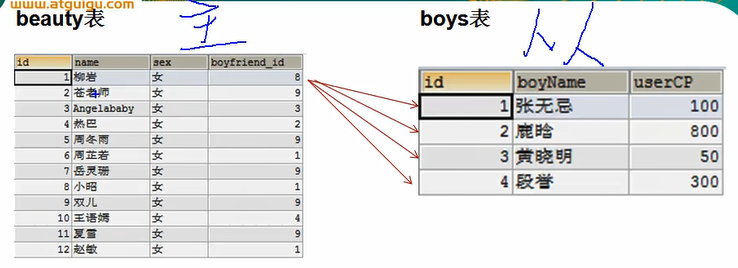 www.atguigu.com
beauty表 主
boys表 从
id name sex boyfriend_id
1 柳岩 女 8
2 苍老师 女 9
3 Angelababy 女 3
4 热巴 女 2
5 周冬雨 女 9
6 周芷若 女 1
7 岳灵珊 女 9
8 小昭 女 1
9 双儿 女 9
10 王语嫣 女 4
11 夏雪 女 9
12 赵敏 女 1
id boyName userCP
1 张无忌 100
2 鹿晗 800
3 黄晓明 50
4 段誉 300